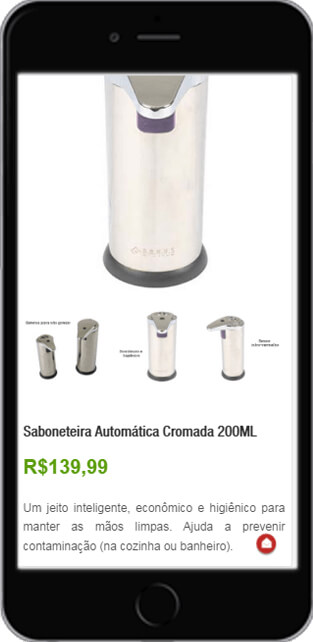 Saboneteira Automática Cromada 200ML
R$139,99
Um jeito inteligente, econômico e higiênico para
manter as mãos limpas. Ajuda a prevenir
contaminação (na cozinha ou banheiro).